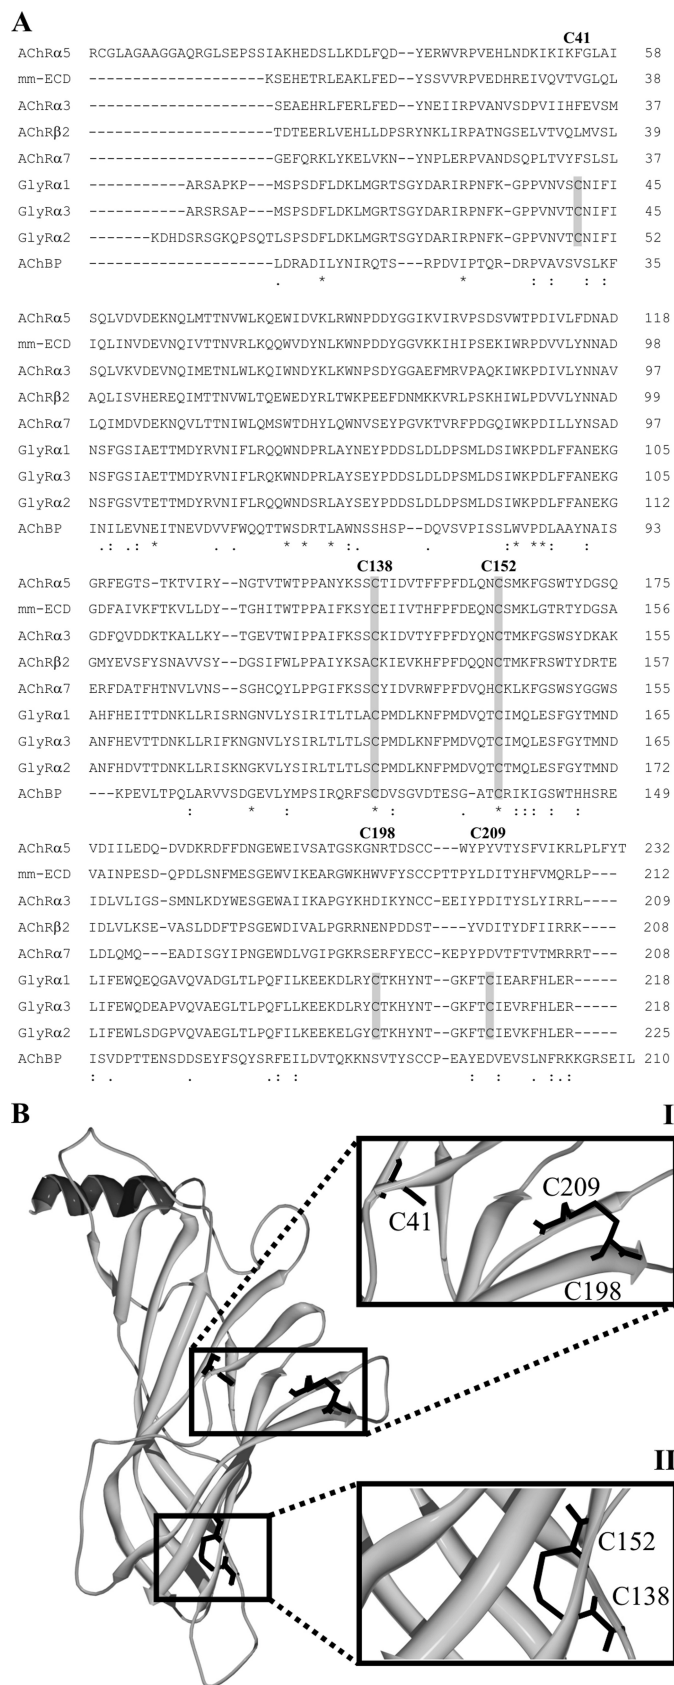 A
C41
AChRα5 RCGLAGAAGGAQRGLSEPSSIAKHEDSLLKDLFQD--YERWVRPVEHLNDKIKIKFGLAI 58
mm-ECD --------------------KSEHETRLEAKLFED--YSSVVRPVEDHREIVQVTVGLQL 38
AChRα3 ---------------------SEAEHRLFERLFED--YNEIIRPVANVSDPVIIHFEVSM 37
AChRβ2 ---------------------TDTEERLVEHLLDPSRYNKLIRPATNGSELVTVQLMVSL 39
AChRα7 ---------------------GEFQRKLYKELVKN--YNPLERPVANDSQPLTVYFSLSL 37
GlyRα1 -----------ARSAPKP---MSPSDFLDKLMGRTSGYDARIRPNFK-GPPVNVSCNIFI 45
GlyRα3 -----------ARSRSAP---MSPSDFLDKLMGRTSGYDARIRPNFK-GPPVNVTCNIFI 45
GlyRα2 -------KDHDSRSGKQPSQTLSPSDFLDKLMGRTSGYDARIRPNFK-GPPVNVTCNIFI 52
AChBP ---------------------LDRADILYNIRQTS---RPDVIPTQR-DRPVAVSVSLKF 35
. * * : : : :
AChRα5 SQLVDVDEKNQLMTTNVWLKQEWIDVKLRWNPDDYGGIKVIRVPSDSVWTPDIVLFDNAD 118
mm-ECD IQLINVDEVNQIVTTNVRLKQQWVDYNLKWNPDDYGGVKKIHIPSEKIWRPDVVLYNNAD 98
AChRα3 SQLVKVDEVNQIMETNLWLKQIWNDYKLKWNPSDYGGAEFMRVPAQKIWKPDIVLYNNAV 97
AChRβ2 AQLISVHEREQIMTTNVWLTQEWEDYRLTWKPEEFDNMKKVRLPSKHIWLPDVVLYNNAD 99
AChRα7 LQIMDVDEKNQVLTTNIWLQMSWTDHYLQWNVSEYPGVKTVRFPDGQIWKPDILLYNSAD 97
GlyRα1 NSFGSIAETTMDYRVNIFLRQQWNDPRLAYNEYPDDSLDLDPSMLDSIWKPDLFFANEKG 105
GlyRα3 NSFGSIAETTMDYRVNIFLRQKWNDPRLAYSEYPDDSLDLDPSMLDSIWKPDLFFANEKG 105
GlyRα2 NSFGSVTETTMDYRVNIFLRQQWNDSRLAYSEYPDDSLDLDPSMLDSIWKPDLFFANEKG 112
AChBP INILEVNEITNEVDVVFWQQTTWSDRTLAWNSSHSP--DQVSVPISSLWVPDLAAYNAIS 93
.: .: * .: * * * : . . * ** :
C138 C152
AChRα5 GRFEGTS-TKTVIRY--NGTVTWTPPANYKSSCTIDVTFFPFDLQNCSMKFGSWTYDGSQ 175
mm-ECD GDFAIVKFTKVLLDY--TGHITWTPPAIFKSYCEIIVTHFPFDEQNCSMKLGTRTYDGSA 156
AChRα3 GDFQVDDKTKALLKY--TGEVTWIPPAIFKSSCKIDVTYFPFDYQNCTMKFGSWSYDKAK 155
AChRβ2 GMYEVSFYSNAVVSY--DGSIFWLPPAIYKSACKIEVKHFPFDQQNCTMKFRSWTYDRTE 157
AChRα7 ERFDATFHTNVLVNS--SGHCQYLPPGIFKSSCYIDVRWFPFDVQHCKLKFGSWSYGGWS 155
GlyRα1 AHFHEITTDNKLLRISRNGNVLYSIRITLTLACPMDLKNFPMDVQTCIMQLESFGYTMND 165
GlyRα3 ANFHEVTTDNKLLRIFKNGNVLYSIRLTLTLSCPMDLKNFPMDVQTCIMQLESFGYTMND 165
GlyRα2 ANFHDVTTDNKLLRISKNGKVLYSIRLTLTLSCPMDLKNFPMDVQTCTMQLESFGYTMND 172
AChBP ---KPEVLTPQLARVVSDGEVLYMPSIRQRFSCDVSGVDTESG-ATCRIKIGSWTHHSRE 149
: * : * : . * ::: :
C198 C209
AChRα5 VDIILEDQ-DVDKRDFFDNGEWEIVSATGSKGNRTDSCC--WYPYVTYSFVIKRLPLFYT 232
mm-ECD VAINPESD-QPDLSNFMESGEWVIKEARGWKHWVFYSCCPTTPYLDITYHFVMQRLP--- 212
AChRα3 IDLVLIGS-SMNLKDYWESGEWAIIKAPGYKHDIKYNCCEEIYPDITYSLYIRRL----- 209
AChRβ2 IDLVLKSE-VASLDDFTPSGEWDIVALPGRRNENPDDST----YVDITYDFIIRRK---- 208
AChRα7 LDLQMQ---EADISGYIPNGEWDLVGIPGKRSERFYECC-KEPYPDVTFTVTMRRRT--- 208
GlyRα1 LIFEWQEQGAVQVADGLTLPQFILKEEKDLRYCTKHYNT-GKFTCIEARFHLER----- 218
GlyRα3 LIFEWQDEAPVQVAEGLTLPQFLLKEEKDLRYCTKHYNT-GKFTCIEVRFHLER----- 218
GlyRα2 LIFEWLSDGPVQVAEGLTLPQFILKEEKELGYCTKHYNT-GKFTCIEVKFHLER----- 225
AChBP ISVDPTTENSDDSEYFSQYSRFEILDVTQKKNSVTYSCCP-EAYEDVEVSLNFRKKGRSEIL 210
: . . .: : . : .: .
B
I
C209
C41
C198
II
C152
C138